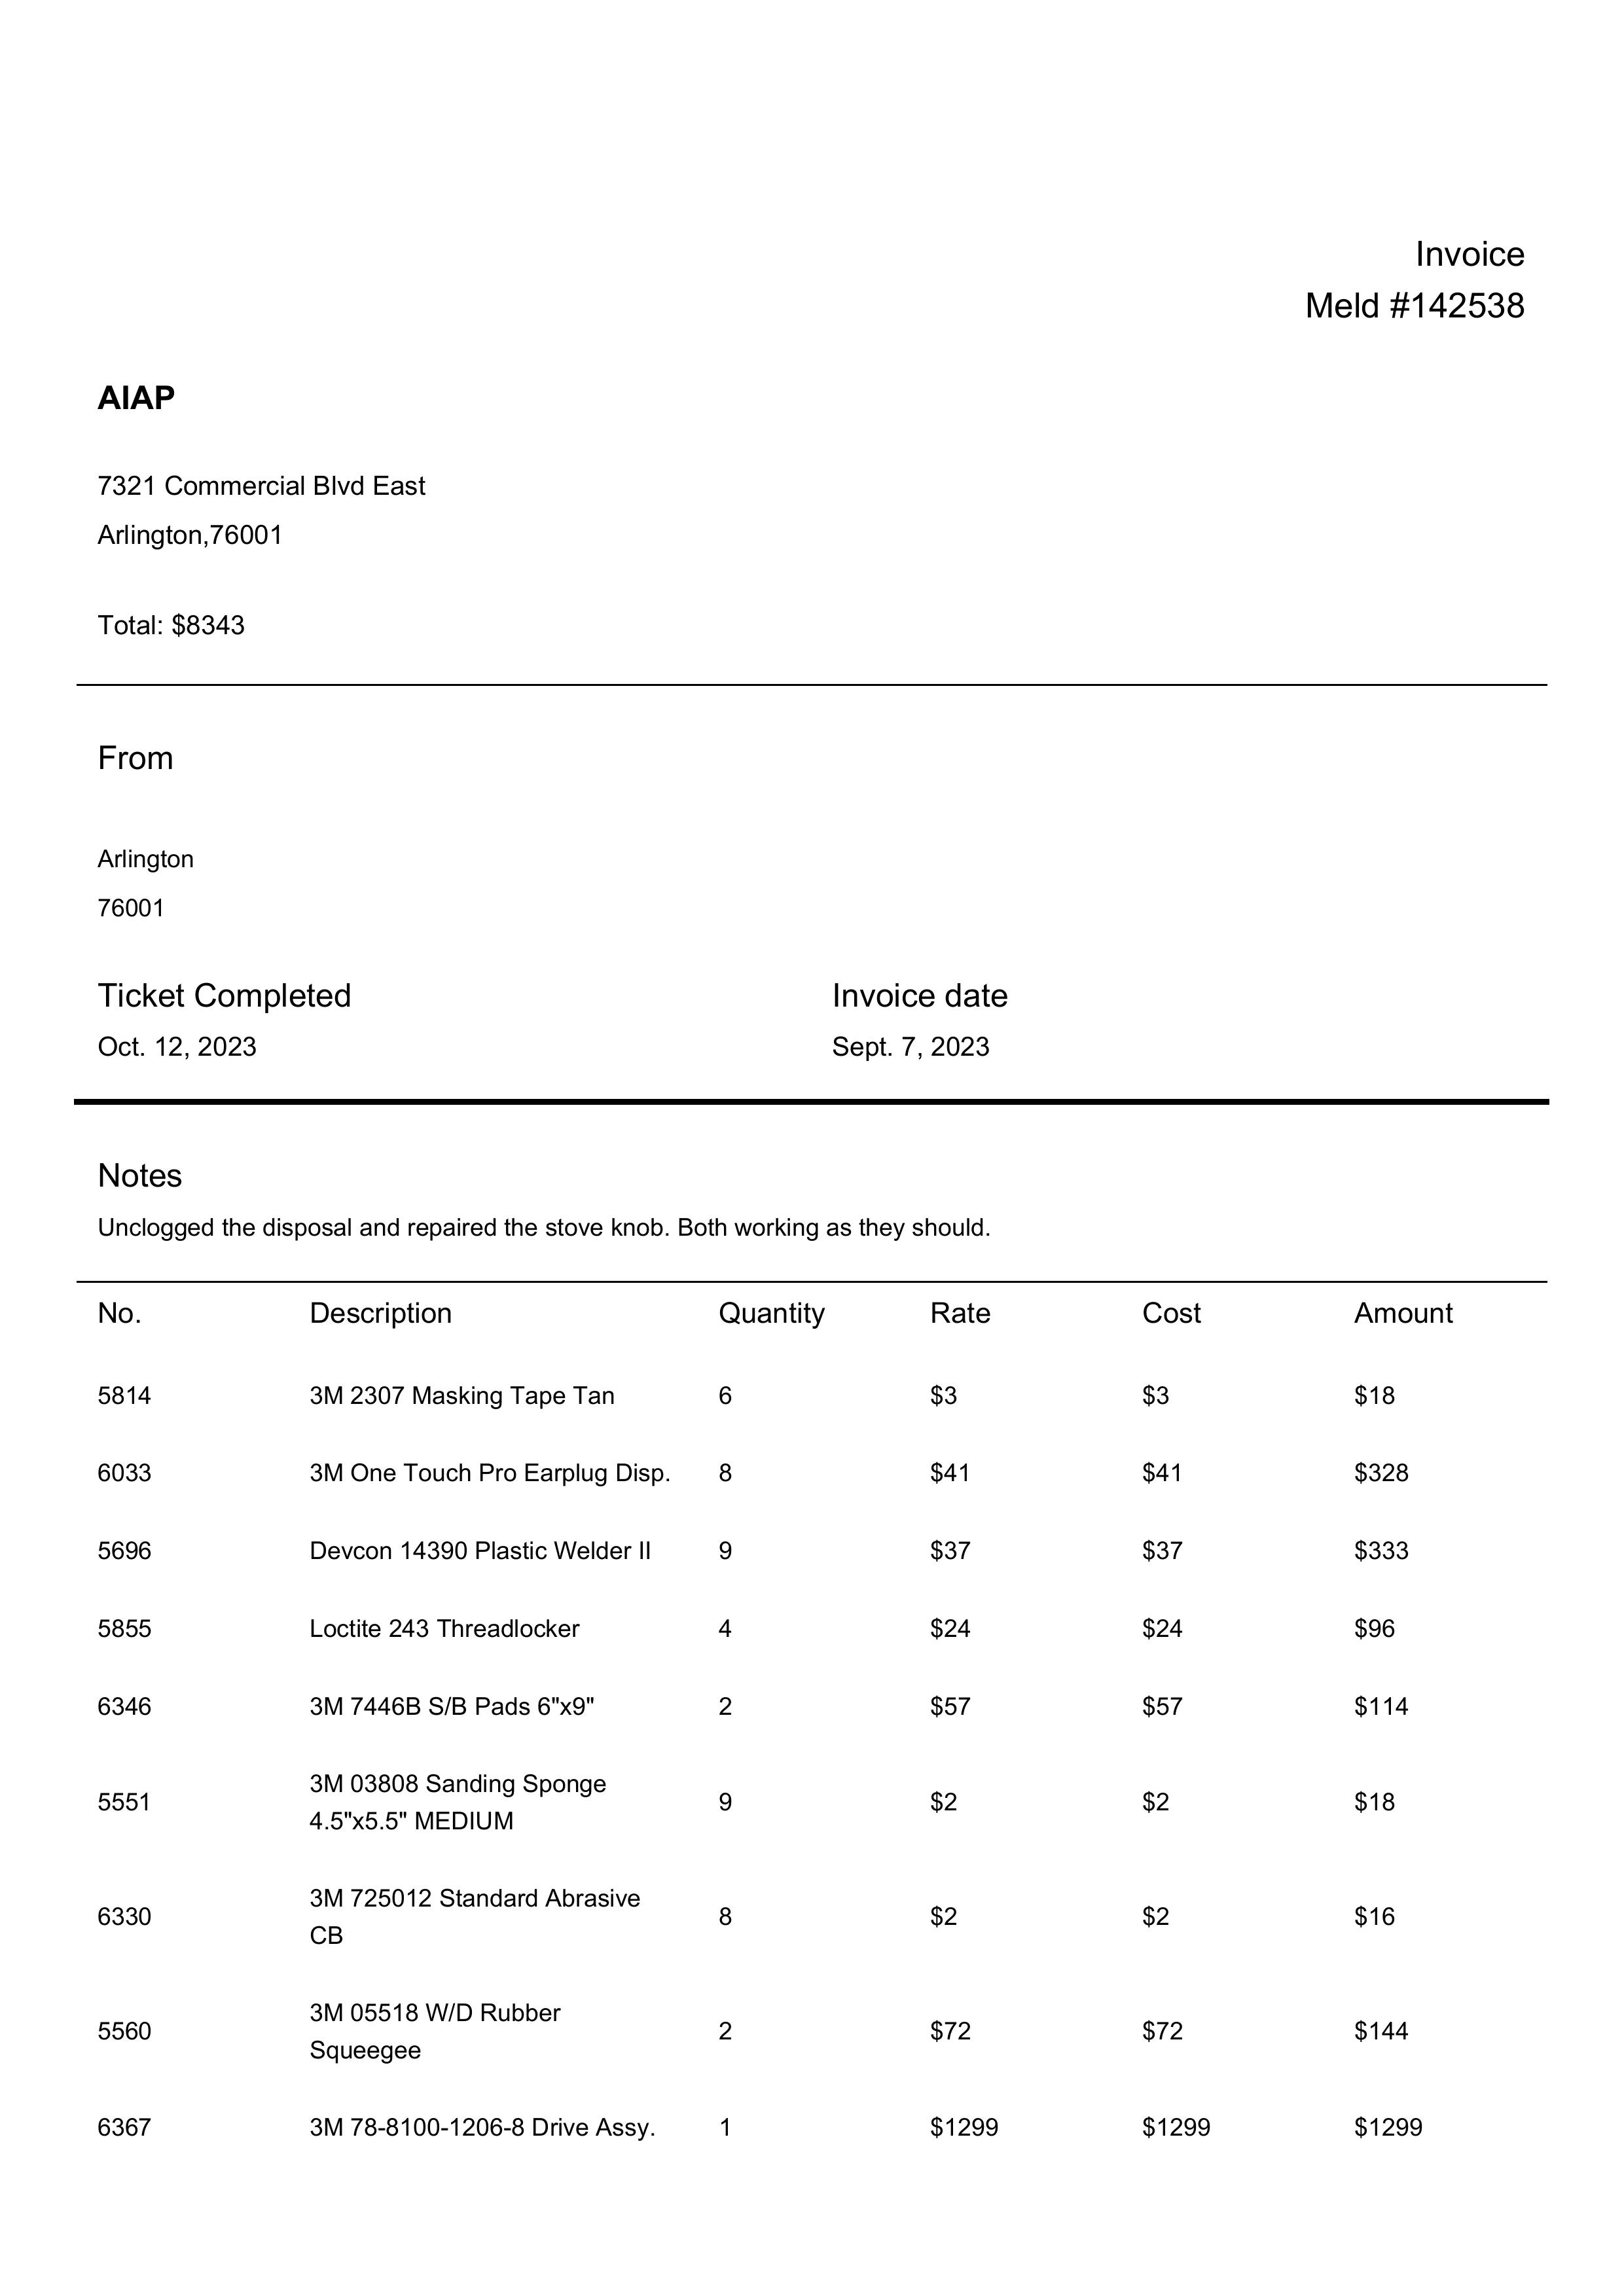 Invoice
Meld #142538
AIAP
7321 Commercial Blvd East
Arlington,76001
Total: $8343
From
Arlington
76001
Ticket Completed Invoice date
Oct. 12, 2023 Sept. 7, 2023
Notes
Unclogged the disposal and repaired the stove knob. Both working as they should.
No. Description Quantity Rate Cost Amount
5814 3M 2307 Masking Tape Tan 6 $3 $3 $18
6033 3M One Touch Pro Earplug Disp. 8 $41 $41 $328
5696 Devcon 14390 Plastic Welder II 9 $37 $37 $333
5855 Loctite 243 Threadlocker 4 $24 $24 $96
6346 3M 7446B S/B Pads 6"x9" 2 $57 $57 $114
5551 3M 03808 Sanding Sponge 9 $2 $2 $18
4.5"x5.5" MEDIUM
6330 3M 725012 Standard Abrasive 8 $2 $2 $16
CB
5560 3M 05518 W/D Rubber 2 $72 $72 $144
Squeegee
6367 3M 78-8100-1206-8 Drive Assy. 1 $1299 $1299 $1299